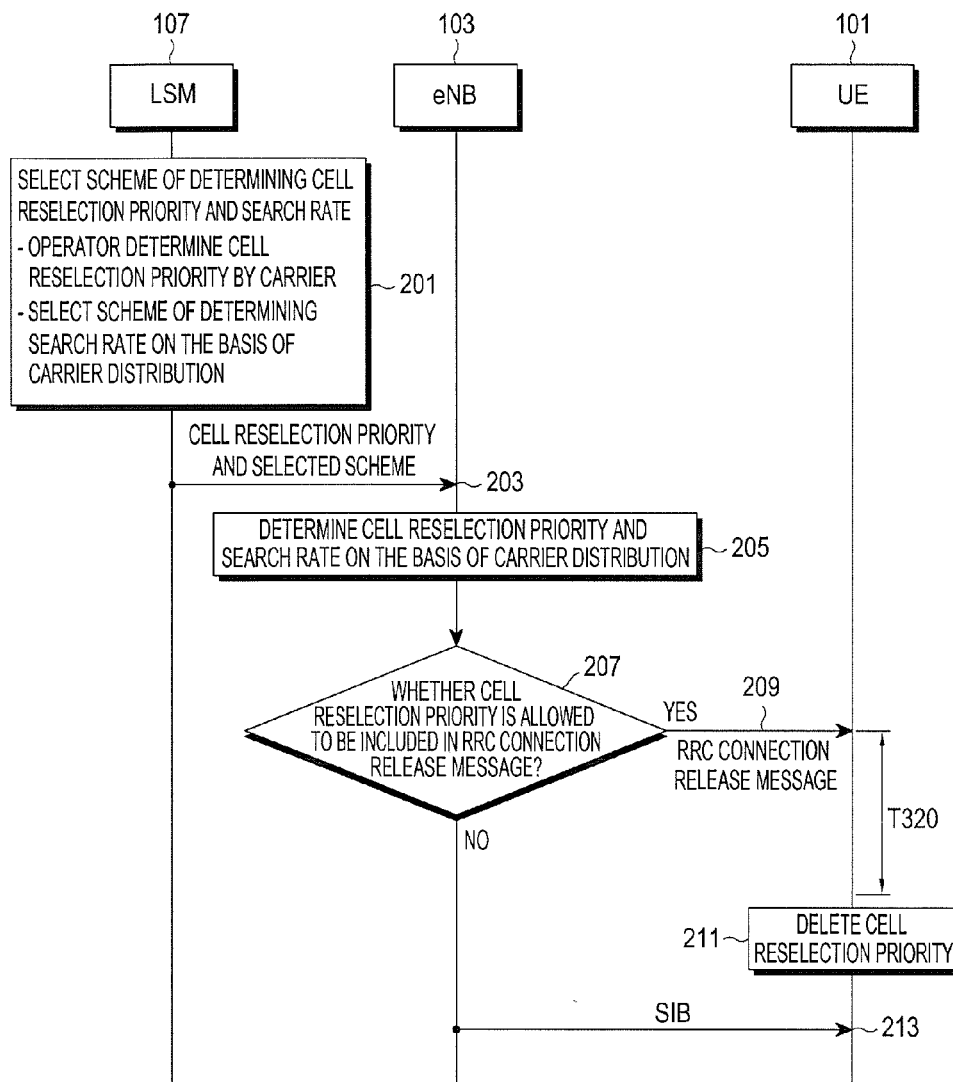 107
103
101
LSM
eNB
UE
SELECT SCHEME OF DETERMINING CELL
RESELECTION PRIORITY AND SEARCH RATE
- OPERATOR DETERMINE CELL
RESELECTION PRIORITY BY CARRIER
- SELECT SCHEME OF DETERMINING
SEARCH RATE ON THE BASIS OF
CARRIER DISTRIBUTION
201
CELL RESELECTION PRIORITY
AND SELECTED SCHEME
203
DETERMINE CELL RESELECTION PRIORITY AND
SEARCH RATE ON THE BASIS OF CARRIER DISTRIBUTION
205
207
WHETHER CELL
RESELECTION PRIORITY IS ALLOWED
TO BE INCLUDED IN RRC CONNECTION
RELEASE MESSAGE?
YES
209
RRC CONNECTION
RELEASE MESSAGE
T320
NO
211
DELETE CELL
RESELECTION PRIORITY
SIB
213